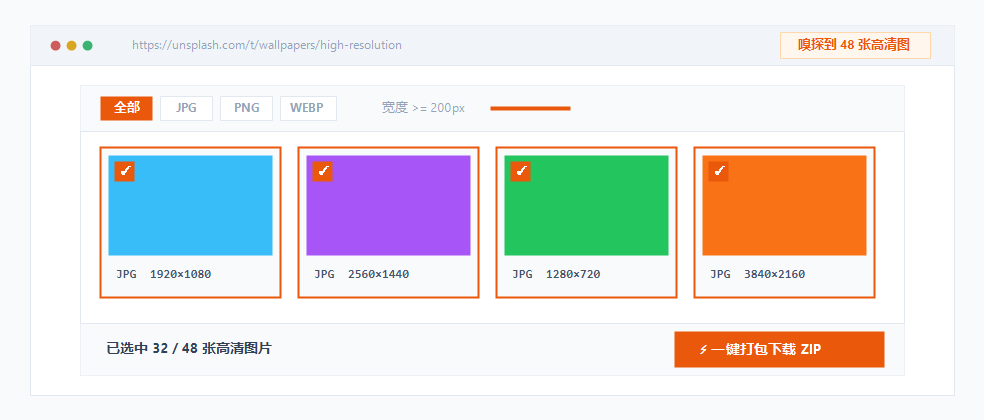 https://unsplash.com/t/wallpapers/high-resolution
嗅探到 48 张高清图
全部 JPG PNG WEBP 宽度 >= 200px
JPG 1920×1080
JPG 2560×1440
JPG 1280×720
JPG 3840×2160
已选中 32 / 48 张高清图片
⚡ 一键打包下载 ZIP